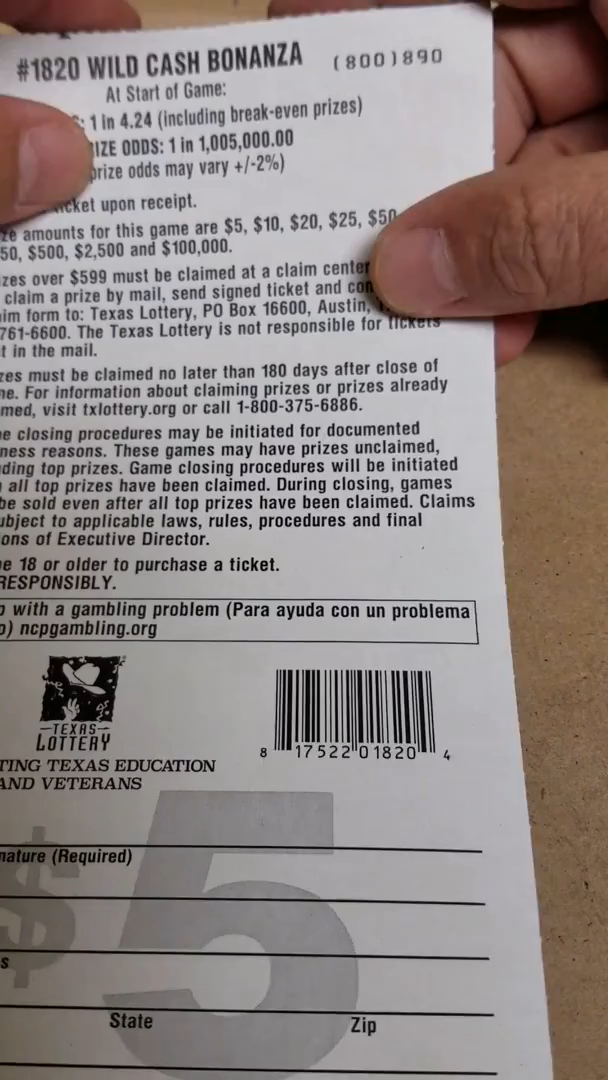 #1820 WILD CASH BONANZA (800)890
At Start of Game:
: 1 in 4.24 (including break-even prizes)
ODDS: 1 in 1,005,000.00
prize odds may vary +/-2%)
upon receipt.
amounts for this game are $5, $10, $20, $25, $50
50, $500, $2,500 and $100,000.
over $599 must be claimed at a claim center
claim a prize by mail, send signed ticket and
form to: Texas Lottery, PO Box 16600, Austin,
761-6600. The Texas Lottery is not responsible for tickets
t in the mail.
must be claimed no later than 180 days after close of
For information about claiming prizes or prizes already
med, visit txlottery.org or call 1-800-375-6886.
closing procedures may be initiated for documented
ness reasons. These games may have prizes unclaimed,
ding top prizes. Game closing procedures will be initiated
all top prizes have been claimed. During closing, games
be sold even after all top prizes have been claimed. Claims
ubject to applicable laws, rules, procedures and final
ons of Executive Director.
e 18 or older to purchase a ticket.
RESPONSIBLY.
with a gambling problem (Para ayuda con un problema
o) ncpgambling.org
TEXAS
LOTTERY
8 17522 01820 4
TING TEXAS EDUCATION
AND VETERANS
$5
nature (Required)
s
State Zip